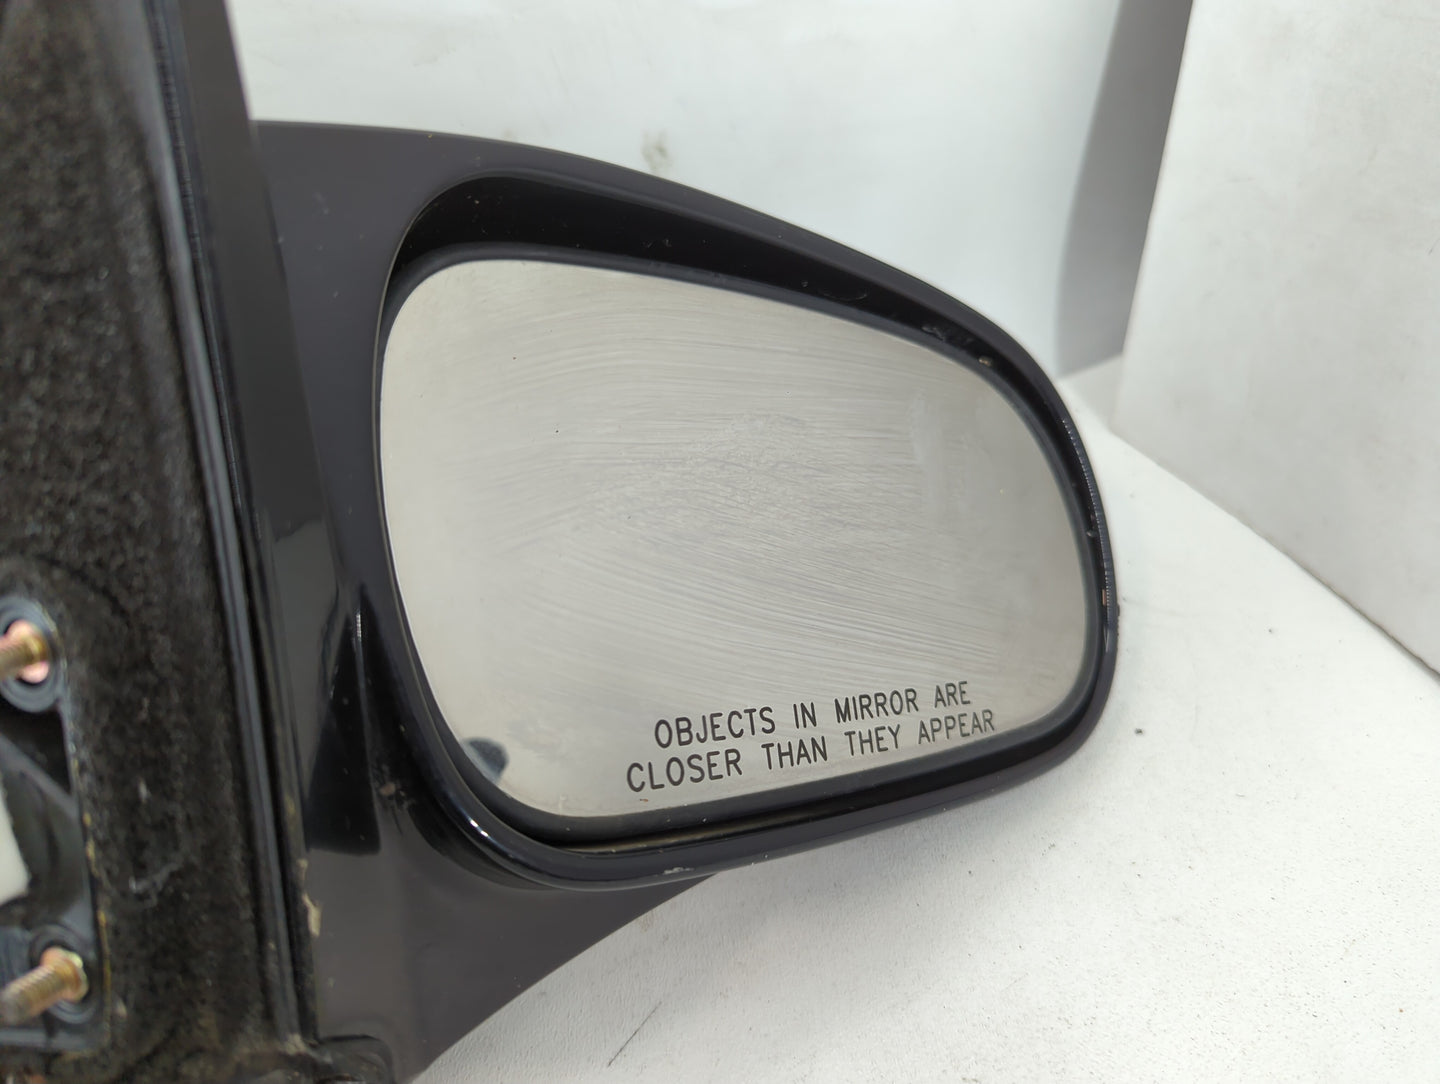 OBJECTS IN MIRROR ARE
CLOSER THAN THEY APPEAR